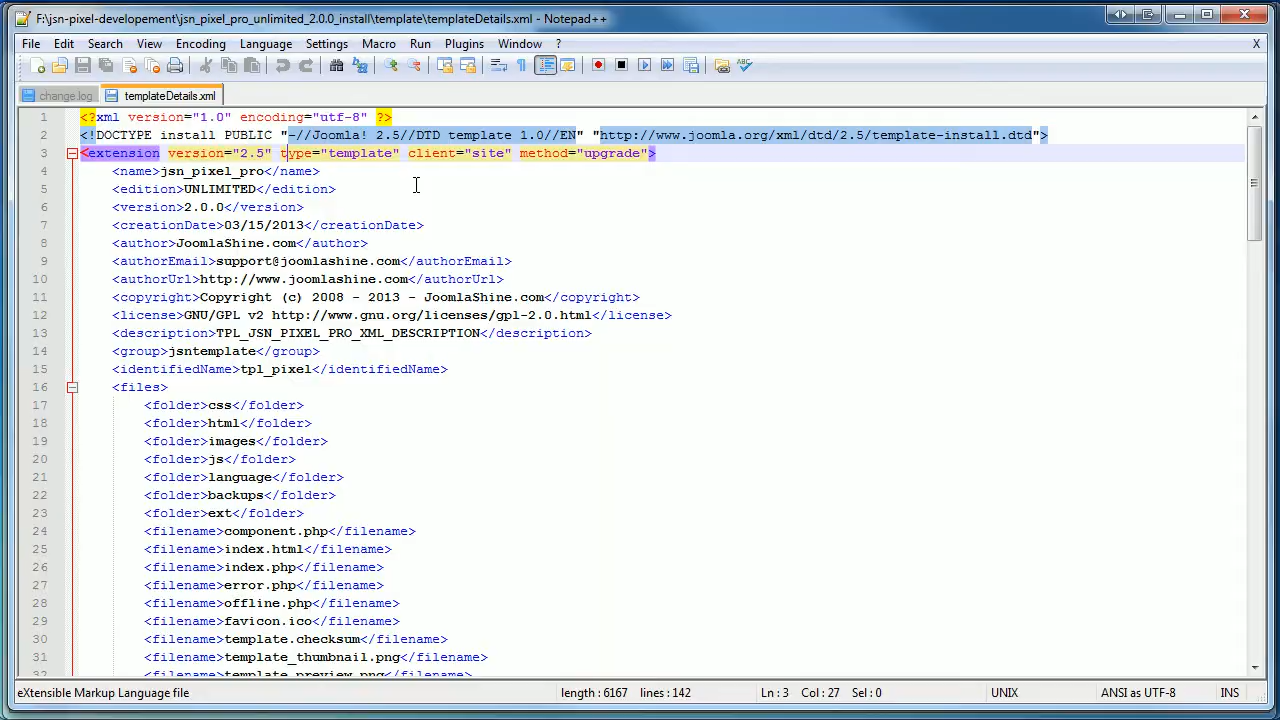 F:\jsn-pixel-developement\jsn_pixel_pro_unlimited_2.0.0_install\template\templateDetails.xml - Notepad++
File Edit Search View Encoding Language Settings Macro Run Plugins Window ? X
change.log templateDetails.xml
1 <?xml version="1.0" encoding="utf-8" ?>
2 <!DOCTYPE install PUBLIC "-//Joomla! 2.5//DTD template 1.0//EN" "http://www.joomla.org/xml/dtd/2.5/template-install.dtd">
3 <extension version="2.5" type="template" client="site" method="upgrade">
4 <name>jsn_pixel_pro</name>
5 <edition>UNLIMITED</edition>
6 <version>2.0.0</version>
7 <creationDate>03/15/2013</creationDate>
8 <author>JoomlaShine.com</author>
9 <authorEmail>support@joomlashine.com</authorEmail>
10 <authorUrl>http://www.joomlashine.com</authorUrl>
11 <copyright>Copyright (c) 2008 - 2013 - JoomlaShine.com</copyright>
12 <license>GNU/GPL v2 http://www.gnu.org/licenses/gpl-2.0.html</license>
13 <description>TPL_JSN_PIXEL_PRO_XML_DESCRIPTION</description>
14 <group>jsntemplate</group>
15 <identifiedName>tpl_pixel</identifiedName>
16 <files>
17 <folder>css</folder>
18 <folder>html</folder>
19 <folder>images</folder>
20 <folder>js</folder>
21 <folder>language</folder>
22 <folder>backups</folder>
23 <folder>ext</folder>
24 <filename>component.php</filename>
25 <filename>index.html</filename>
26 <filename>index.php</filename>
27 <filename>error.php</filename>
28 <filename>offline.php</filename>
29 <filename>favicon.ico</filename>
30 <filename>template.checksum</filename>
31 <filename>template_thumbnail.png</filename>
32 <filename>template_preview.png</filename>
eXtensible Markup Language file length : 6167 lines : 142 Ln : 3 Col : 27 Sel : 0 UNIX ANSI as UTF-8 INS